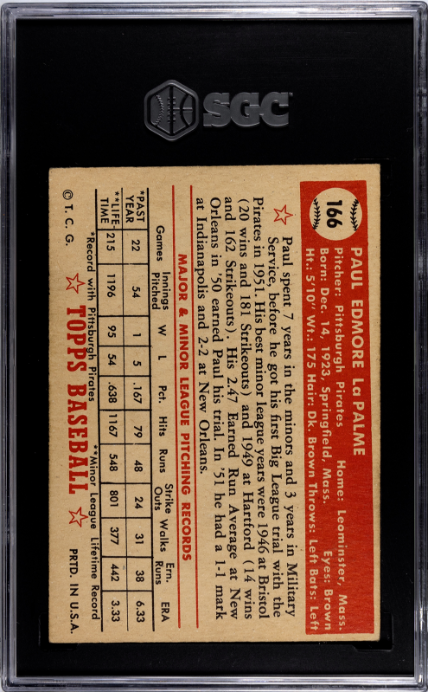 SGC
166
PAUL EDMORE La PALME
Pitcher: Pittsburgh Pirates Home: Leominster, Mass.
Born: Dec. 14, 1923, Springfield, Mass. Eyes: Brown
Ht.: 5'10" Wt.: 175 Hair: Dk. Brown Throws: Left Bats: Left
Paul spent 7 years in the minors and 3 years in Military
Service, before he got his first Big League trial with the
Pirates in 1951. His best minor league years were 1946 at Bristol
(20 wins and 181 Strikeouts) and 1949 at Hartford (14 wins
and 162 Strikeouts). His 2.47 Earned Run Average at New
Orleans in '50 earned Paul his trial. In '51 he had a 1-1 mark
at Indianapolis and 2-2 at New Orleans.
MAJOR & MINOR LEAGUE PITCHING RECORDS
Games Innings Pitched W L Pct. Hits Runs Strike Outs Walks Ern. Runs ERA
*PAST YEAR 22 54 1 5 .167 79 48 24 31 38 6.33
**LIFE-TIME 215 1196 95 54 .638 1167 548 801 377 442 3.33
*Record with Pittsburgh Pirates **Minor League Lifetime Record
© T. C. G. TOPPS BASEBALL PRTD. IN U.S.A.